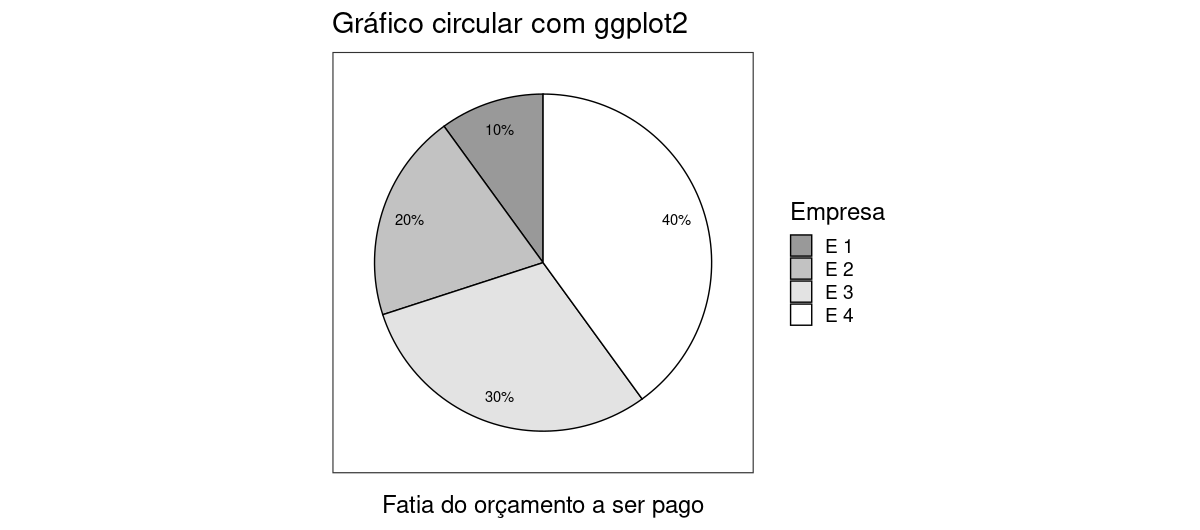 Gráfico circular com ggplot2
10%
20%
40%
30%
Empresa
E 1
E 2
E 3
E 4
Fatia do orçamento a ser pago